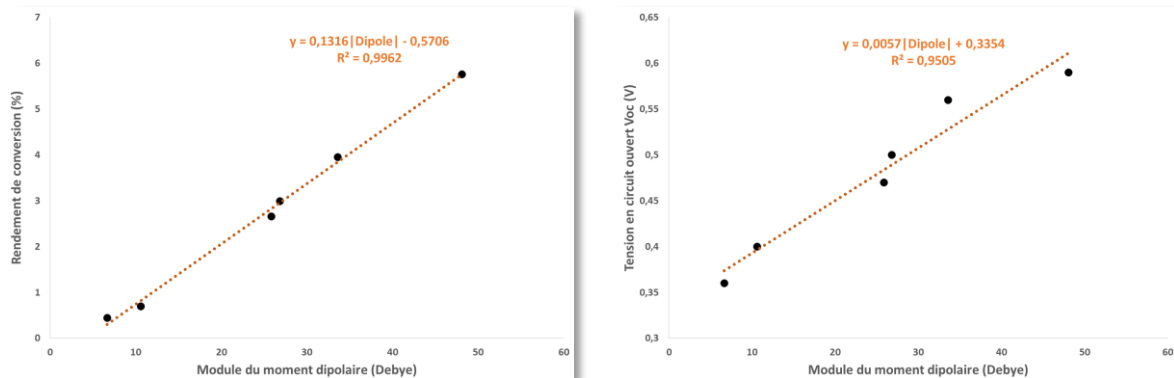 y = 0,1316|Dipole| - 0,5706
R² = 0,9962
Rendement de conversion (%)
7
6
5
4
3
2
1
0
0 10 20 30 40 50 60
Module du moment dipolaire (Debye)
y = 0,0057|Dipole| + 0,3354
R² = 0,9505
Tension en circuit ouvert Voc (V)
0,65
0,6
0,55
0,5
0,45
0,4
0,35
0,3
0 10 20 30 40 50 60
Module du moment dipolaire (Debye)